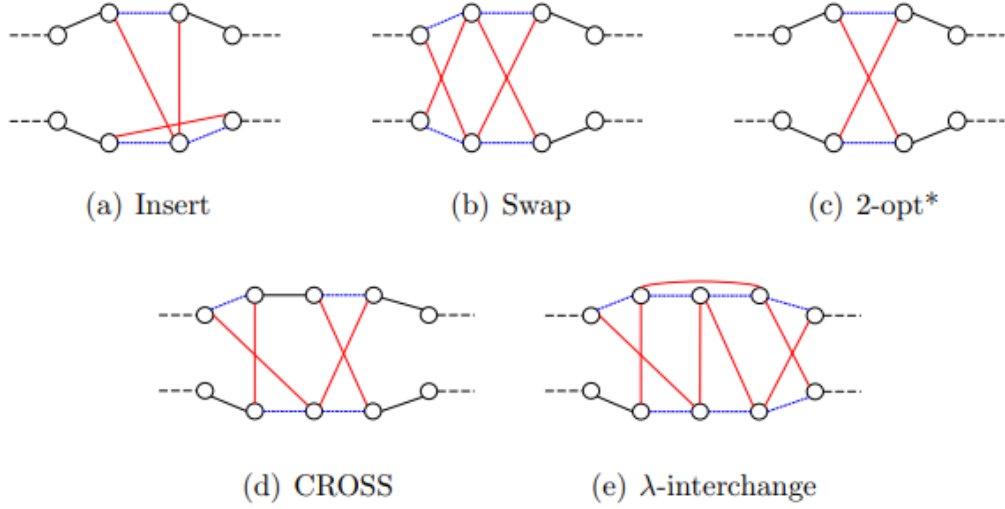 (a) Insert
(b) Swap
(c) 2-opt*
(d) CROSS
(e) λ-interchange